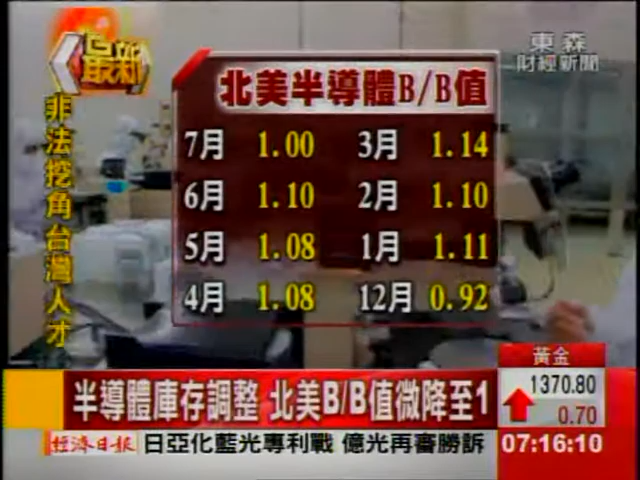 最新
東森
財經新聞
非法挖角台灣人才
北美半導體B/B值
7月 1.00 3月 1.14
6月 1.10 2月 1.10
5月 1.08 1月 1.11
4月 1.08 12月 0.92
黃金
1370.80
0.70
半導體庫存調整 北美B/B值微降至1
經濟日報 日亞化藍光專利戰 億光再審勝訴
07:16:10